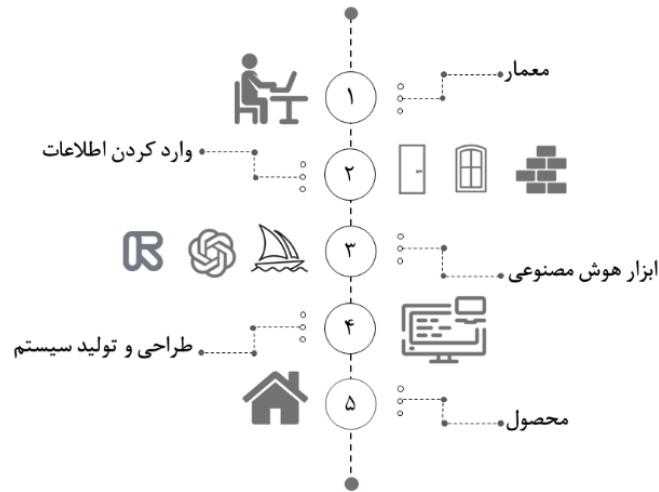 ۱
معمار
۲
وارد کردن اطلاعات
۳
ابزار هوش مصنوعی
۴
طراحی و تولید سیستم
۵
محصول